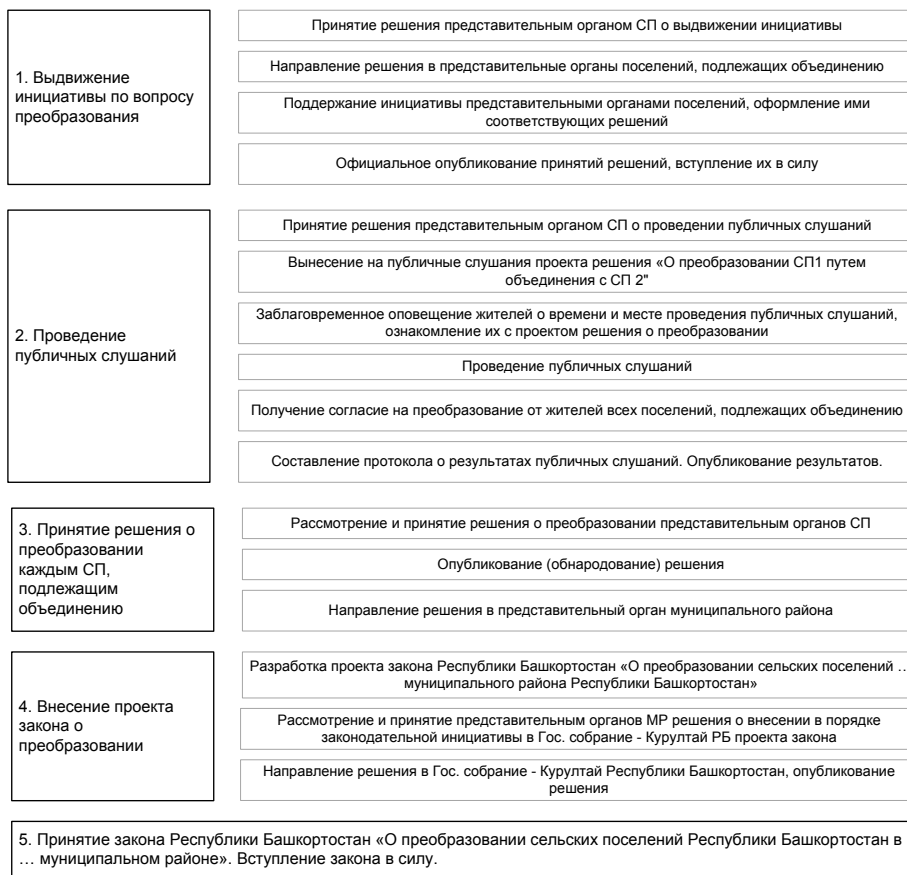 1. Выдвижение
инициативы по вопросу
преобразования
Принятие решения представительным органом СП о выдвижении инициативы
Направление решения в представительные органы поселений, подлежащих объединению
Поддержание инициативы представительными органами поселений, оформление ими
соответствующих решений
Официальное опубликование принятий решений, вступление их в силу
2. Проведение
публичных слушаний
Принятие решения представительным органом СП о проведении публичных слушаний
Вынесение на публичные слушания проекта решения «О преобразовании СП1 путем
объединения с СП 2"
Заблаговременное оповещение жителей о времени и месте проведения публичных слушаний,
ознакомление их с проектом решения о преобразовании
Проведение публичных слушаний
Получение согласие на преобразование от жителей всех поселений, подлежащих объединению
Составление протокола о результатах публичных слушаний. Опубликование результатов.
3. Принятие решения о
преобразовании
каждым СП,
подлежащим
объединению
Рассмотрение и принятие решения о преобразовании представительным органов СП
Опубликование (обнародование) решения
Направление решения в представительный орган муниципального района
4. Внесение проекта
закона о
преобразовании
Разработка проекта закона Республики Башкортостан «О преобразовании сельских поселений …
муниципального района Республики Башкортостан»
Рассмотрение и принятие представительным органов МР решения о внесении в порядке
законодательной инициативы в Гос. собрание - Курултай РБ проекта закона
Направление решения в Гос. собрание - Курултай Республики Башкортостан, опубликование
решения
5. Принятие закона Республики Башкортостан «О преобразовании сельских поселений Республики Башкортостан в
… муниципальном районе». Вступление закона в силу.